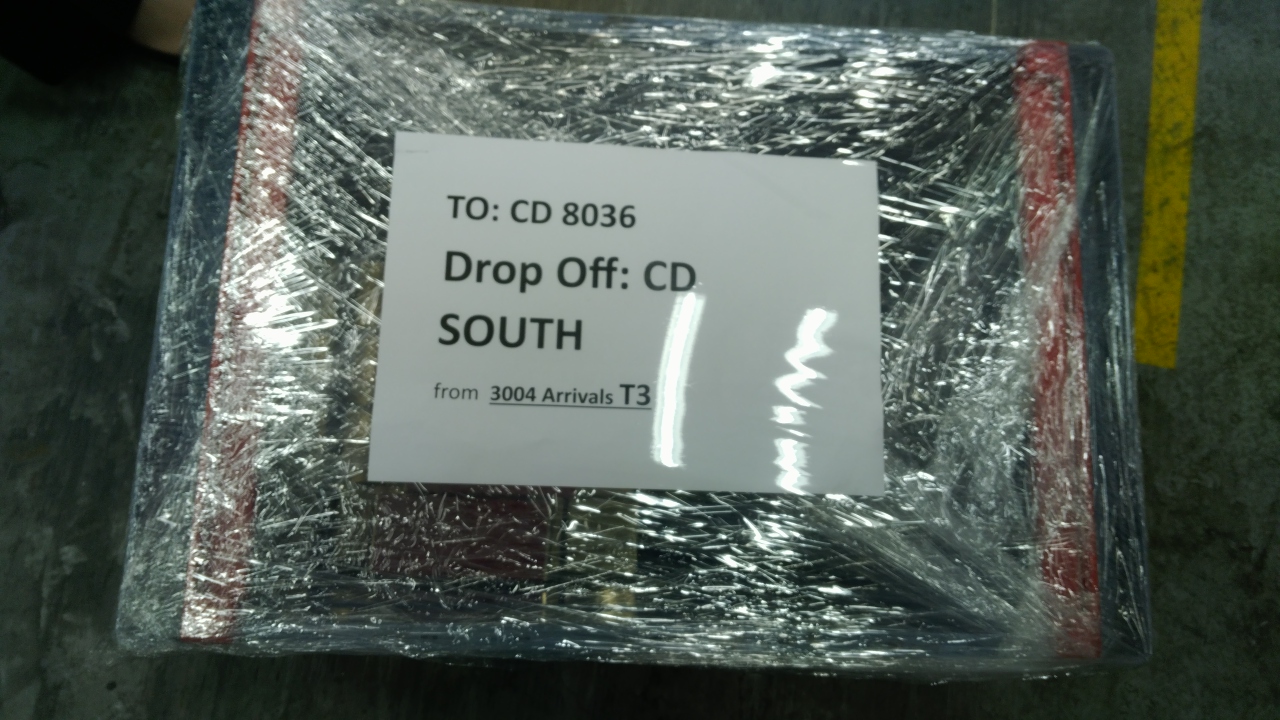 TO: CD 8036
Drop Off: CD
SOUTH
from 3004 Arrivals T3